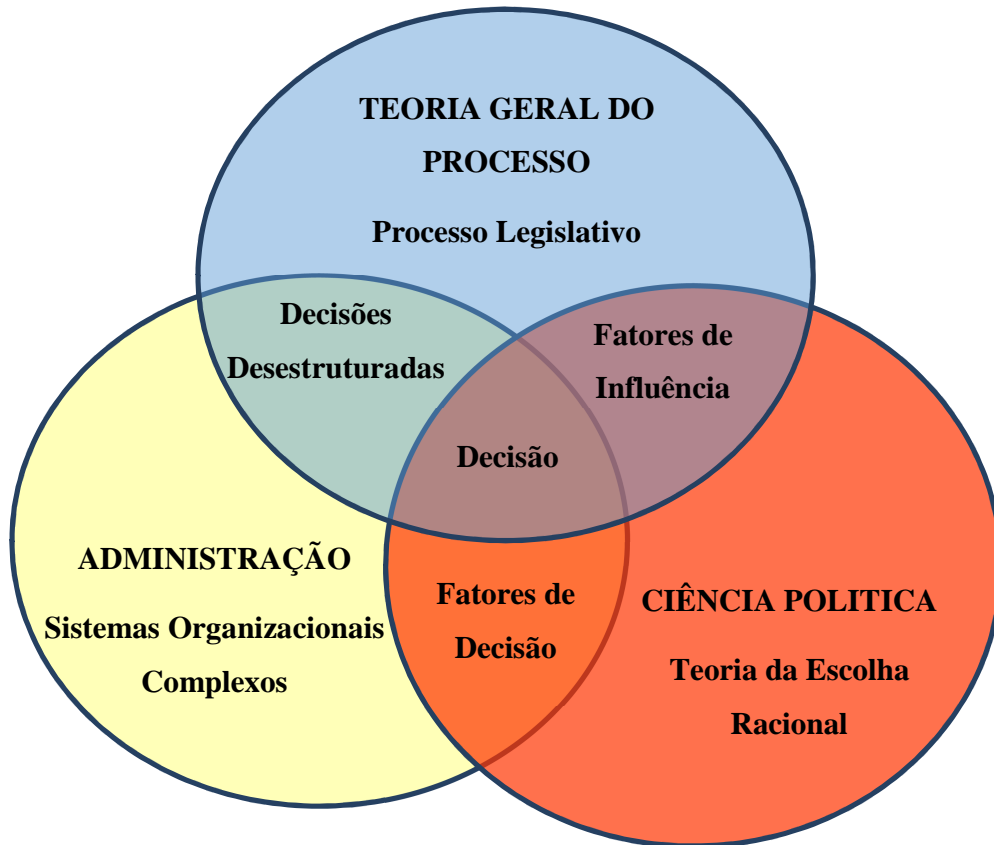 TEORIA GERAL DO
PROCESSO
Processo Legislativo
Decisões
Desestruturadas
Fatores de
Influência
Decisão
ADMINISTRAÇÃO
Sistemas Organizacionais
Complexos
Fatores de
Decisão
CIÊNCIA POLITICA
Teoria da Escolha
Racional